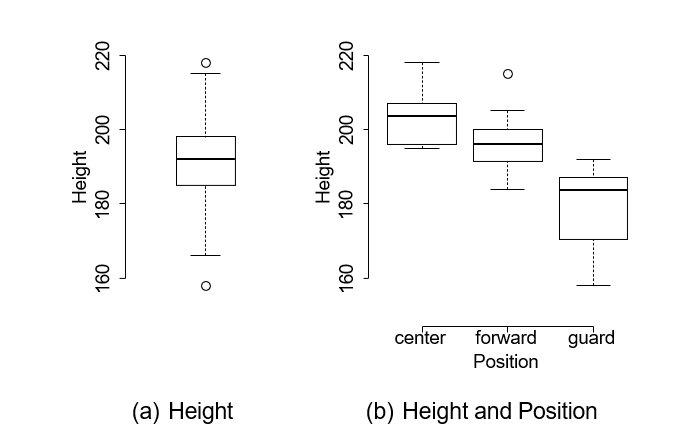 220
200
180
160
Height
(a) Height
220
200
180
160
Height
center forward guard
Position
(b) Height and Position